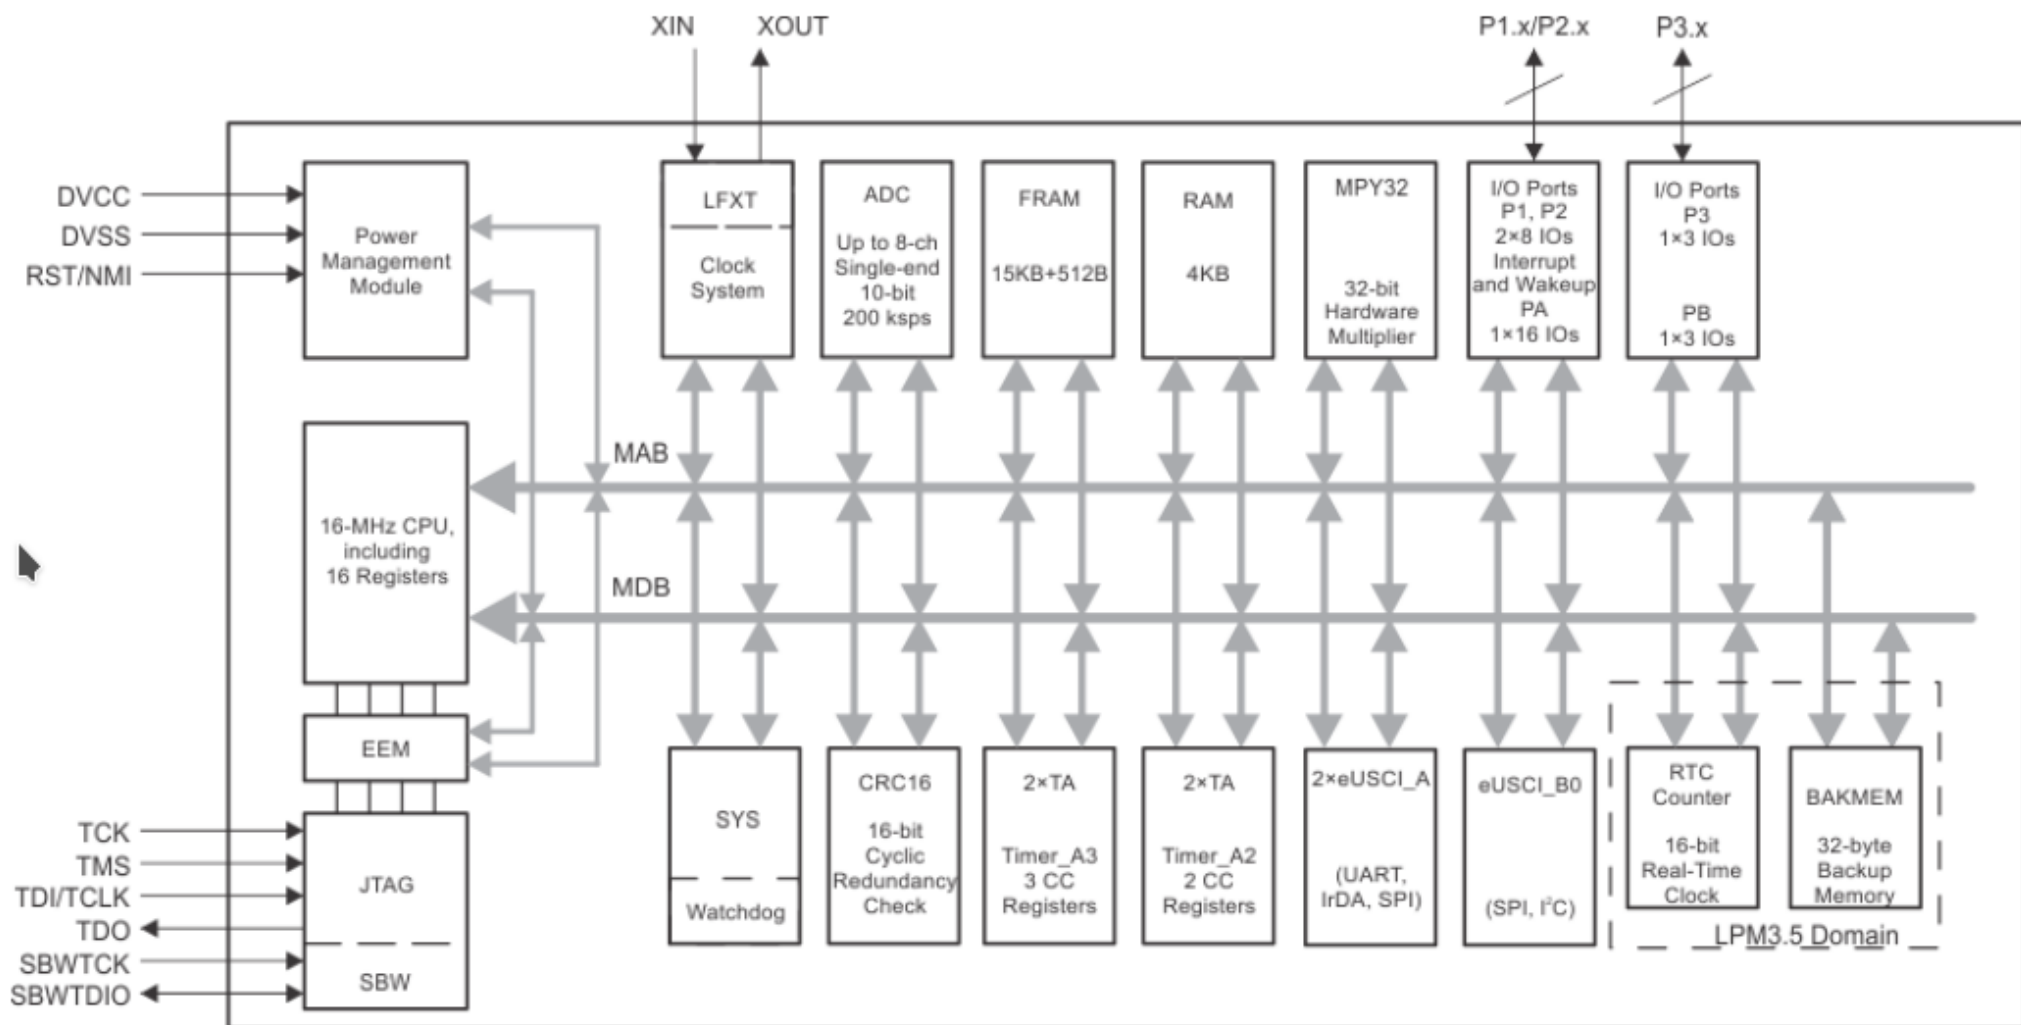 XIN
XOUT
P1.x/P2.x
P3.x
DVCC
DVSS
RST/NMI
Power
Management
Module
LFXT
Clock
System
ADC
Up to 8-ch
Single-end
10-bit
200 ksps
FRAM
15KB+512B
RAM
4KB
MPY32
32-bit
Hardware
Multiplier
I/O Ports
P1, P2
2×8 IOs
Interrupt
and Wakeup
PA
1×16 IOs
I/O Ports
P3
1×3 IOs
PB
1×3 IOs
MAB
16-MHz CPU,
including
16 Registers
MDB
EEM
TCK
TMS
TDI/TCLK
TDO
SBWTCK
SBWTDIO
JTAG
SBW
SYS
Watchdog
CRC16
16-bit
Cyclic
Redundancy
Check
2×TA
Timer_A3
3 CC
Registers
2×TA
Timer_A2
2 CC
Registers
2×eUSCI_A
(UART,
IrDA, SPI)
eUSCI_B0
(SPI, I²C)
RTC
Counter
16-bit
Real-Time
Clock
BAKMEM
32-byte
Backup
Memory
LPM3.5 Domain